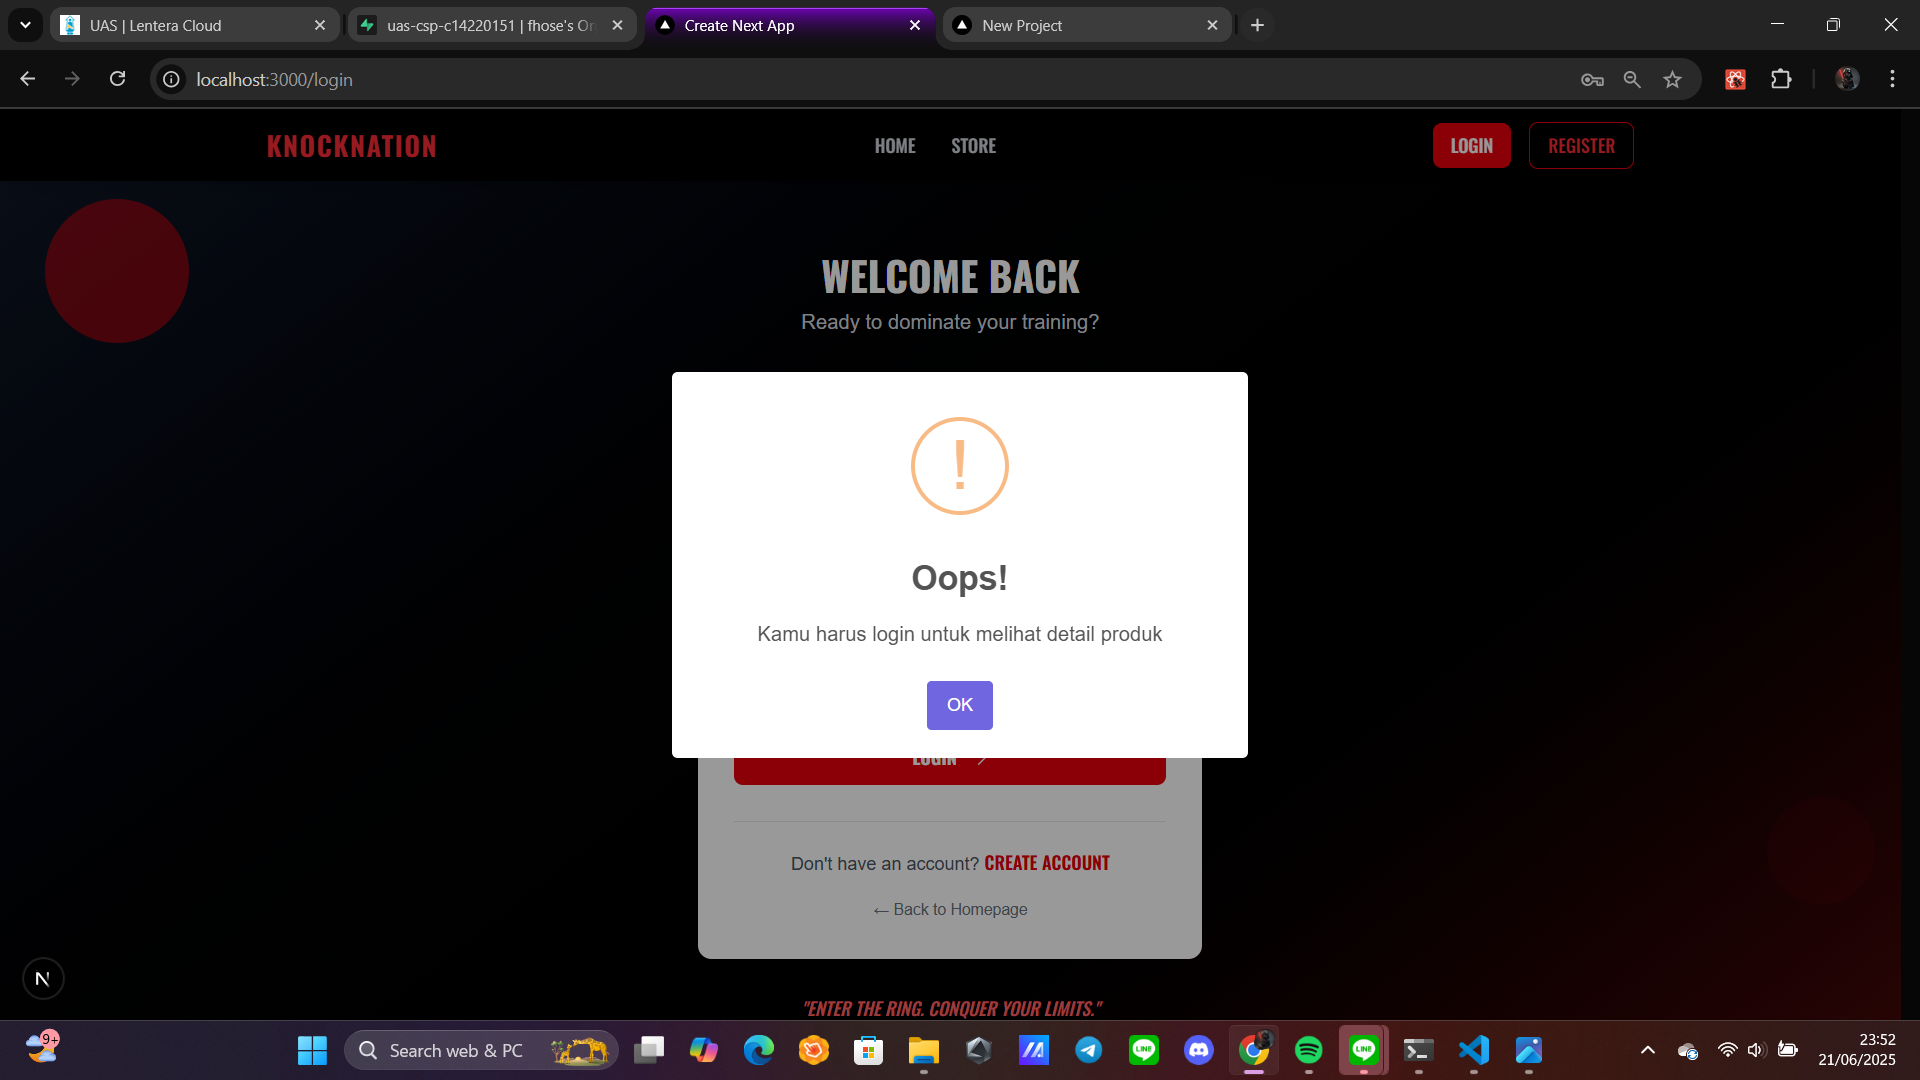 UAS | Lentera Cloud
uas-csp-c14220151 | fhose's Or
Create Next App
New Project
localhost:3000/login
KNOCKNATION
HOME
STORE
LOGIN
REGISTER
WELCOME BACK
Ready to dominate your training?
!
Oops!
Kamu harus login untuk melihat detail produk
OK
LOGIN
Don't have an account? CREATE ACCOUNT
← Back to Homepage
N
"ENTER THE RING. CONQUER YOUR LIMITS."
9+
Search web & PC
LINE
LINE
23:52
21/06/2025